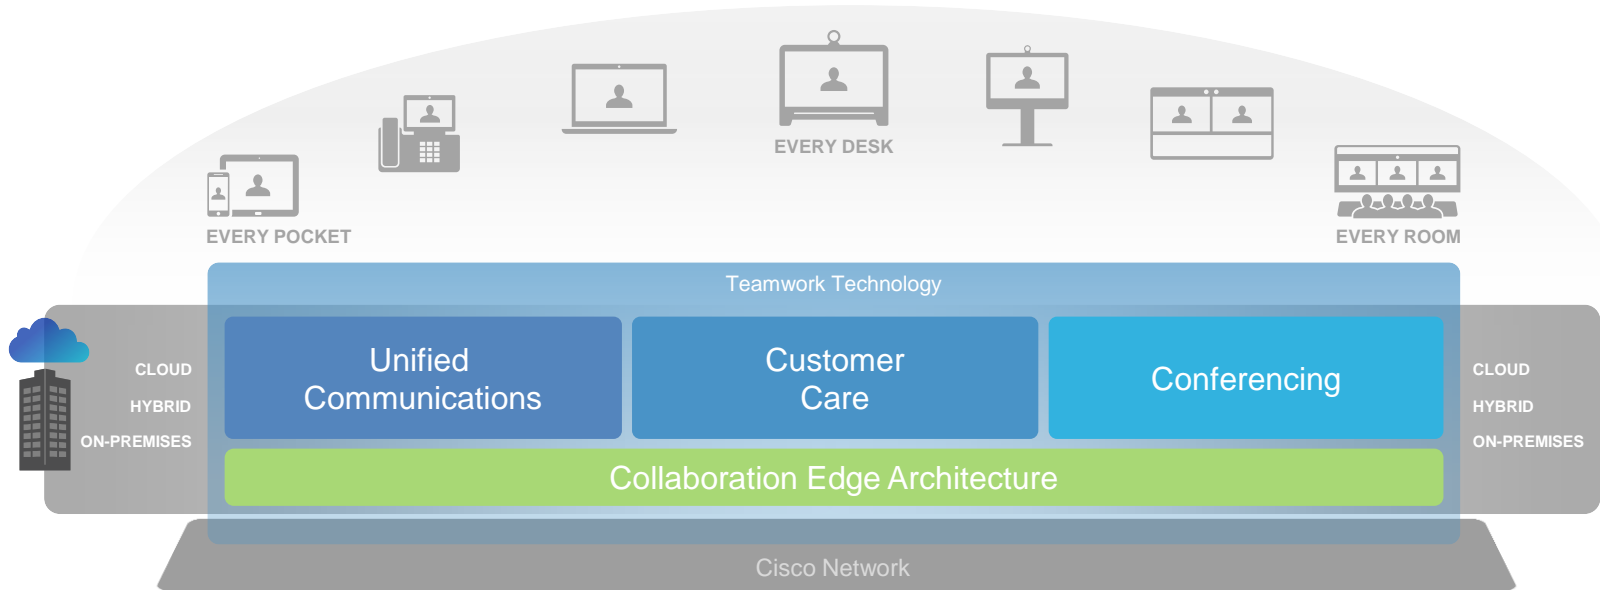 EVERY DESK
EVERY POCKET
EVERY ROOM
Teamwork Technology
CLOUD
HYBRID
ON-PREMISES
Unified
Communications
Customer
Care
Conferencing
CLOUD
HYBRID
ON-PREMISES
Collaboration Edge Architecture
Cisco Network